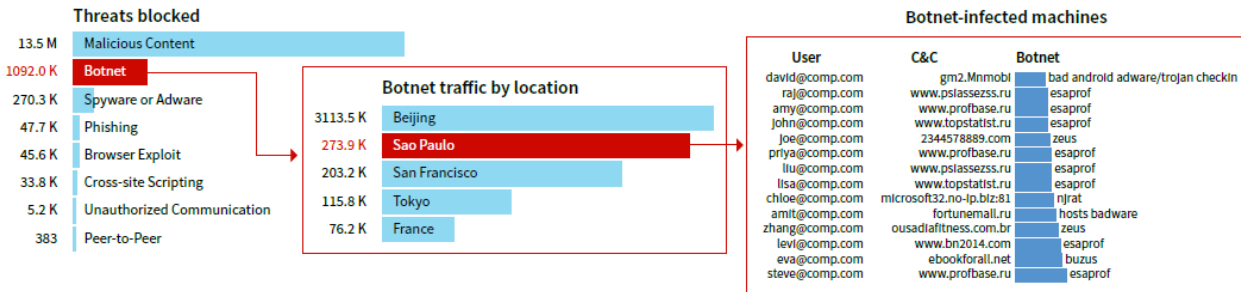 Threats blocked
13.5 M Malicious Content
1092.0 K Botnet
270.3 K Spyware or Adware
47.7 K Phishing
45.6 K Browser Exploit
33.8 K Cross-site Scripting
5.2 K Unauthorized Communication
383 Peer-to-Peer
Botnet traffic by location
3113.5 K Beijing
273.9 K Sao Paulo
203.2 K San Francisco
115.8 K Tokyo
76.2 K France
Botnet-infected machines
User C&C Botnet
david@comp.com gm2.Mnmobi bad android adware/trojan checkin
raj@comp.com www.pslassezss.ru esaprof
amy@comp.com www.profbase.ru esaprof
john@comp.com www.topstatist.ru esaprof
joe@comp.com 2344578889.com zeus
priya@comp.com www.profbase.ru esaprof
liu@comp.com www.pslassezss.ru esaprof
lisa@comp.com www.topstatist.ru esaprof
chloe@comp.com microsoft32.no-ip.biz:81 njrat
amit@comp.com fortunemall.ru hosts badware
zhang@comp.com ousadiafitness.com.br zeus
levi@comp.com www.bn2014.com esaprof
eva@comp.com ebookforall.net buzus
steve@comp.com www.profbase.ru esaprof